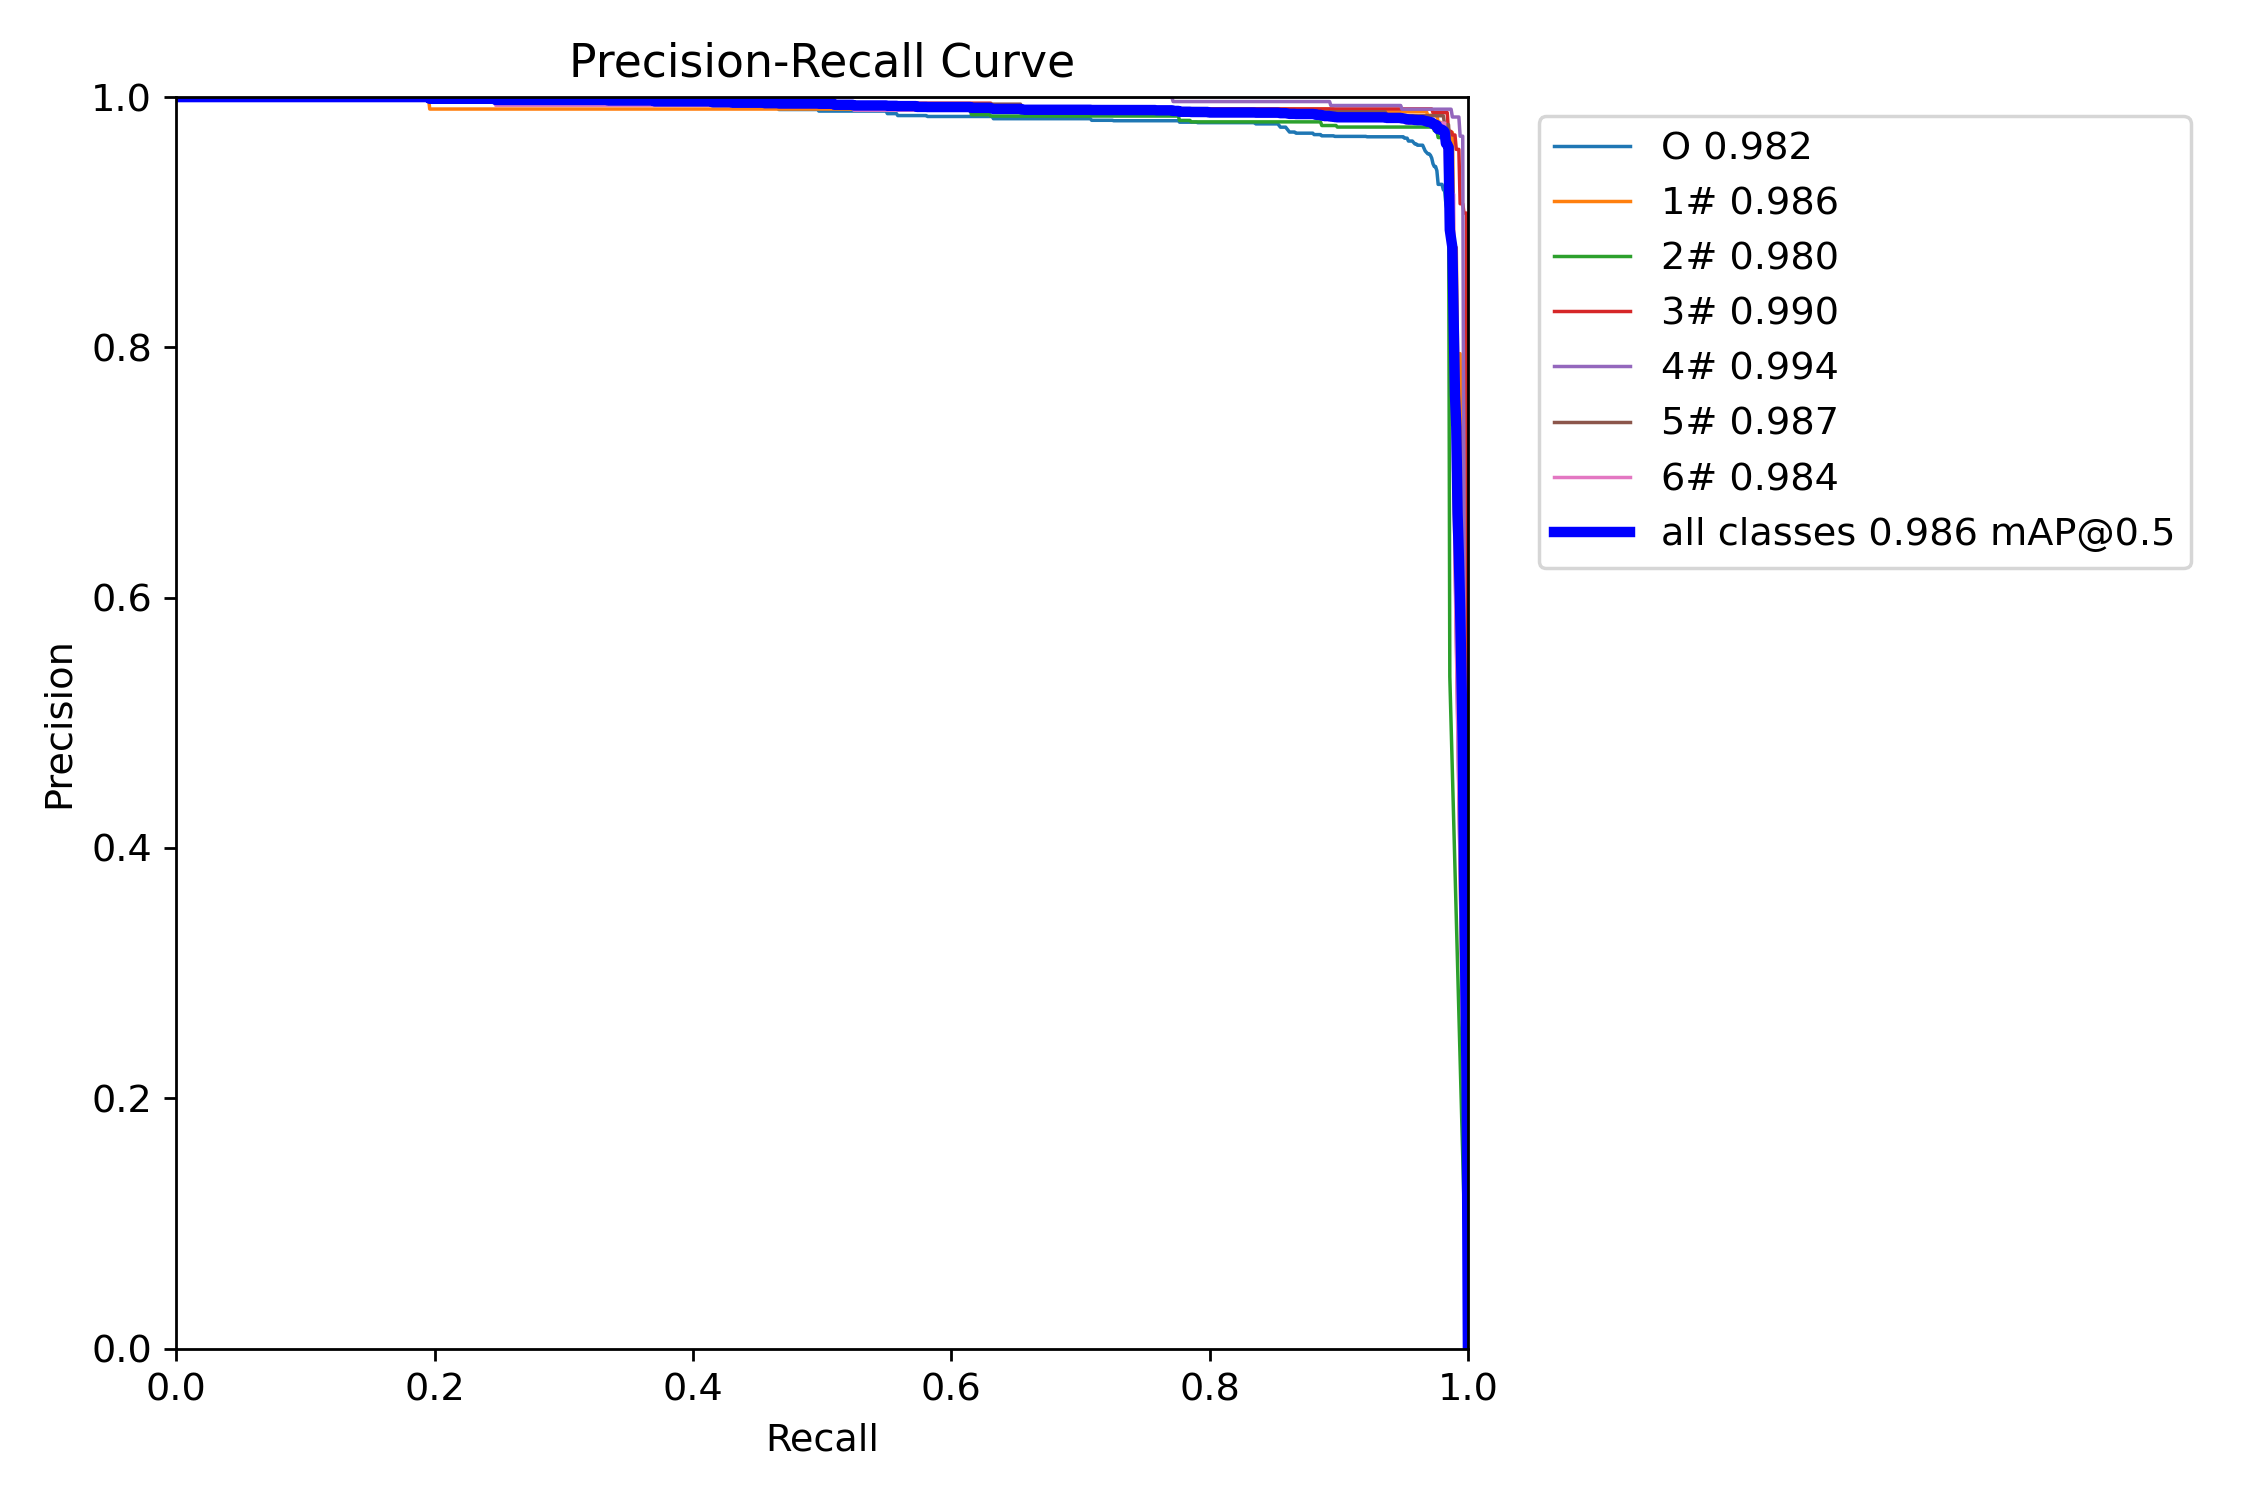 Precision-Recall Curve
1.0
0.8
0.6
0.4
0.2
0.0
Precision
0.0 0.2 0.4 0.6 0.8 1.0
Recall
O 0.982
1# 0.986
2# 0.980
3# 0.990
4# 0.994
5# 0.987
6# 0.984
all classes 0.986 mAP@0.5